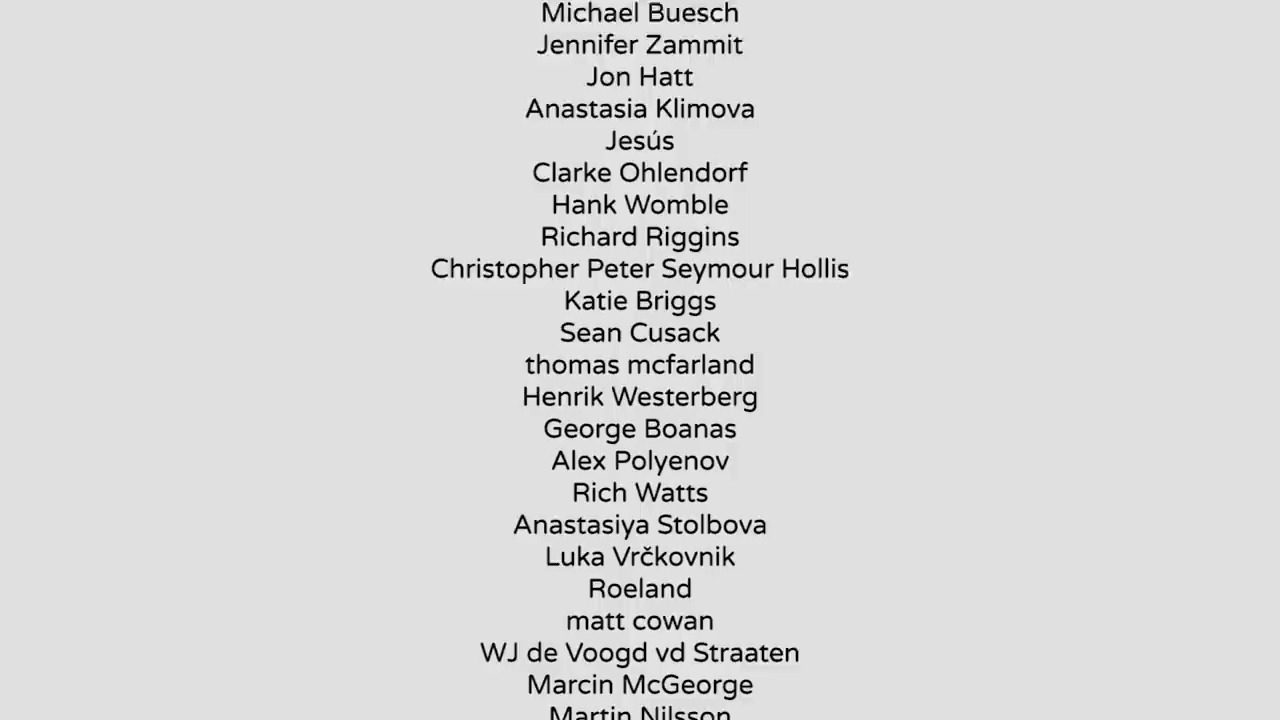 Michael Buesch
Jennifer Zammit
Jon Hatt
Anastasia Klimova
Jesús
Clarke Ohlendorf
Hank Womble
Richard Riggins
Christopher Peter Seymour Hollis
Katie Briggs
Sean Cusack
thomas mcfarland
Henrik Westerberg
George Boanas
Alex Polyenov
Rich Watts
Anastasiya Stolbova
Luka Vrčkovnik
Roeland
matt cowan
WJ de Voogd vd Straaten
Marcin McGeorge
Martin Nilsson